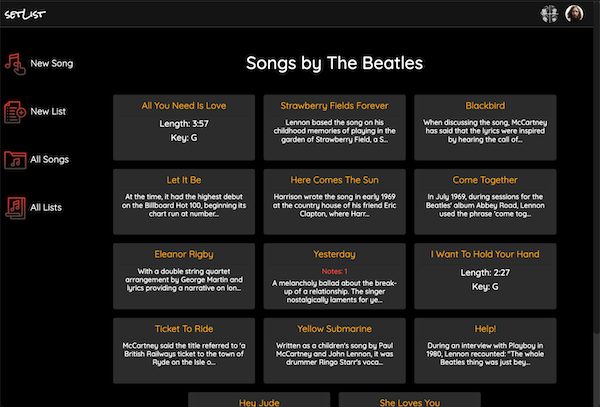 setList
New Song
New List
All Songs
All Lists
Songs by The Beatles
All You Need Is Love
Length: 3:57
Key: G
Strawberry Fields Forever
Lennon based the song on his
childhood memories of playing in the
garden of Strawberry Field, a S...
Blackbird
When discussing the song, McCartney
has said that the lyrics were inspired
by hearing the call of...
Let It Be
At the time, it had the highest debut
on the Billboard Hot 100, beginning its
chart run at number...
Here Comes The Sun
Harrison wrote the song in early 1969
at the country house of his friend Eric
Clapton, where Harr...
Come Together
In July 1969, during sessions for the
Beatles' album Abbey Road, Lennon
used the phrase 'come tog...
Eleanor Rigby
With a double string quartet
arrangement by George Martin and
lyrics providing a narrative on lon...
Yesterday
Notes: 1
A melancholy ballad about the break-
up of a relationship. The singer
nostalgically laments for ye...
I Want To Hold Your Hand
Length: 2:27
Key: G
Ticket To Ride
McCartney said the title referred to 'a
British Railways ticket to the town of
Ryde on the Isle o...
Yellow Submarine
Written as a children's song by Paul
McCartney and John Lennon, it was
drummer Ringo Starr's voca...
Help!
During an interview with Playboy in
1980, Lennon recounted: "The whole
Beatles thing was just bey...
Hey Jude
She Loves You